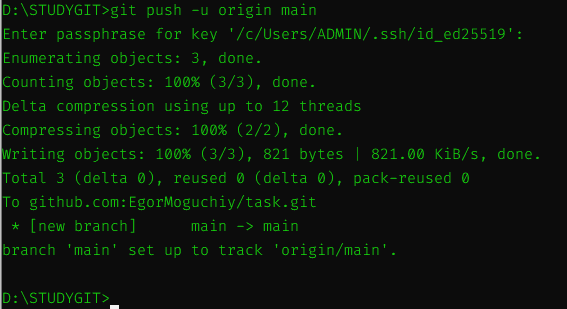 D:\STUDYGIT>git push -u origin main
Enter passphrase for key '/c/Users/ADMIN/.ssh/id_ed25519':
Enumerating objects: 3, done.
Counting objects: 100% (3/3), done.
Delta compression using up to 12 threads
Compressing objects: 100% (2/2), done.
Writing objects: 100% (3/3), 821 bytes | 821.00 KiB/s, done.
Total 3 (delta 0), reused 0 (delta 0), pack-reused 0
To github.com:EgorMoguchiy/task.git
 * [new branch]      main -> main
branch 'main' set up to track 'origin/main'.
D:\STUDYGIT>